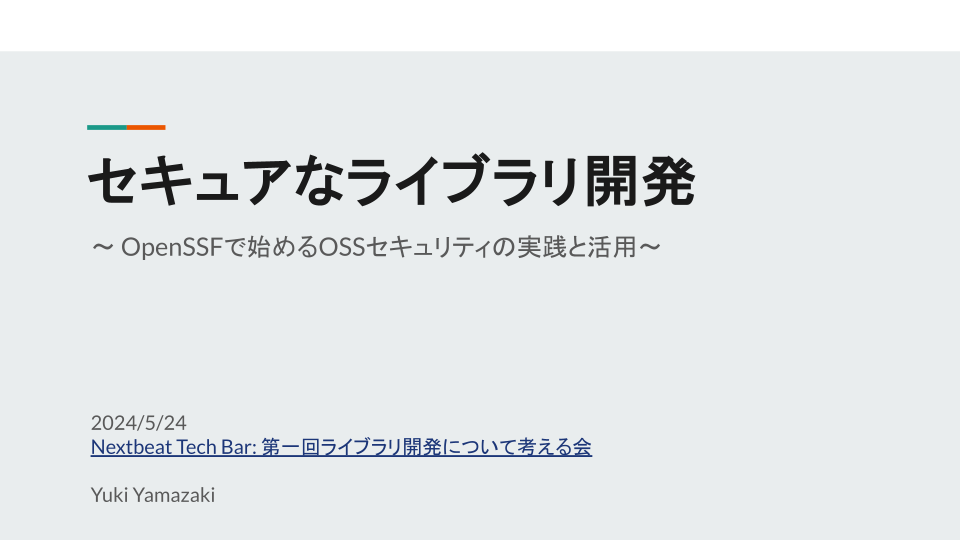 セキュアなライブラリ開発
～ OpenSSFで始めるOSSセキュリティの実践と活用～
2024/5/24
Nextbeat Tech Bar: 第一回ライブラリ開発について考える会
Yuki Yamazaki